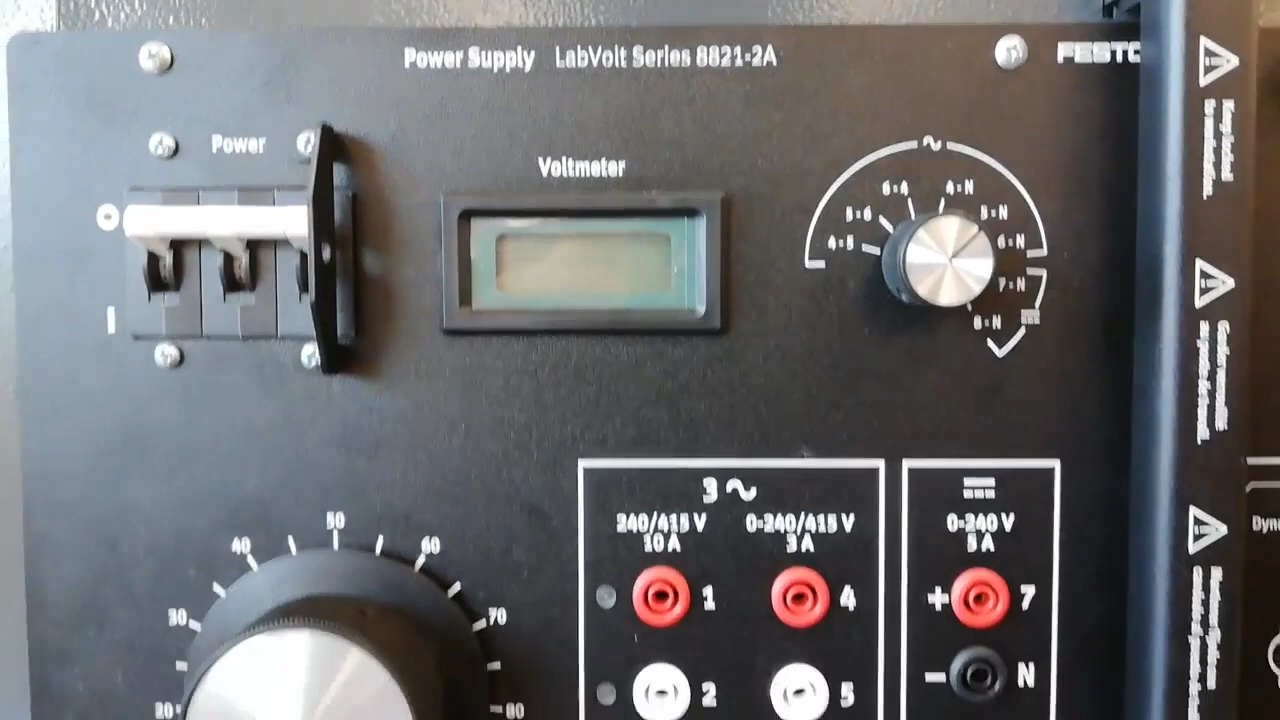 Power Supply LabVolt Series 8821-2A
FESTO
Power
Voltmeter
O
I
4-5
5-6
6-4
4-N
5-N
6-N
7-N
8-N
20
30
40
50
60
70
80
3 ~
240/415 V
10 A
0-240/415 V
3 A
1
4
2
5
0-240 V
5 A
+ 7
- N